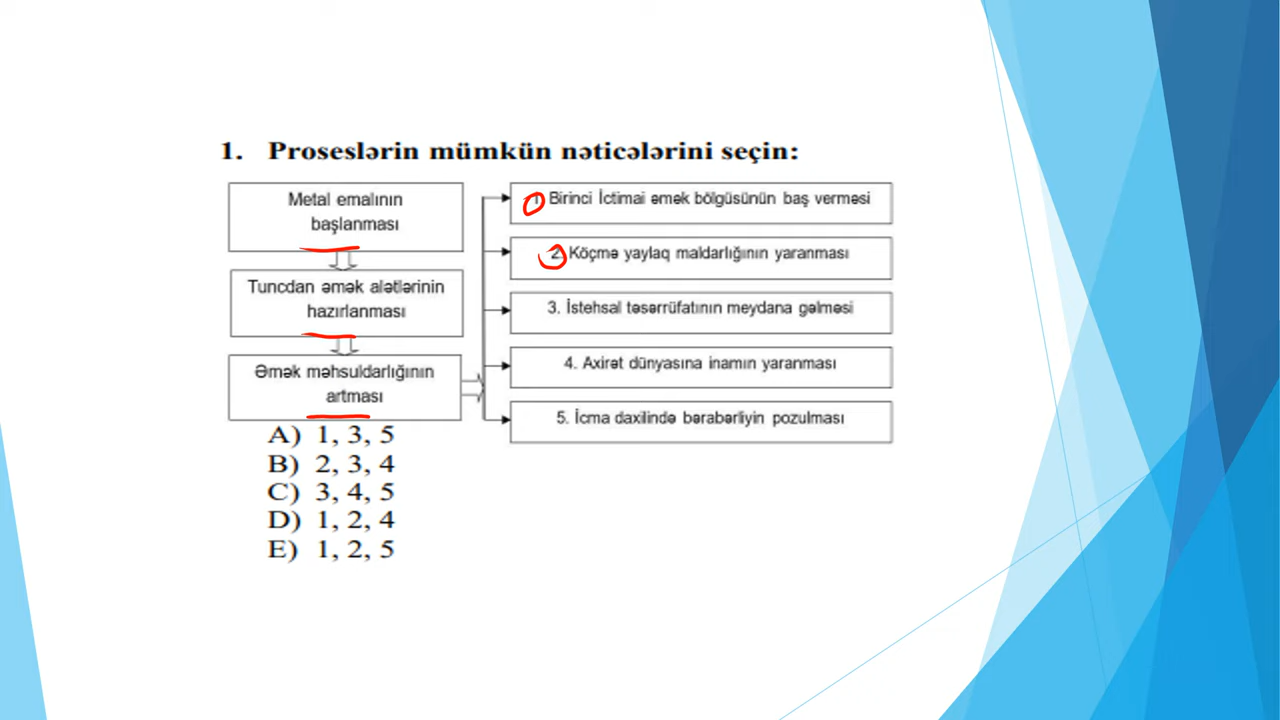 1. Proseslərin mümkün nəticələrini seçin:
Metal emalının
başlanması
Tuncdan əmək alətlərinin
hazırlanması
Əmək məhsuldarlığının
artması
1. Birinci İctimai əmək bölgüsünün baş verməsi
2. Köçmə yaylaq maldarlığının yaranması
3. İstehsal təsərrüfatının meydana gəlməsi
4. Axirət dünyasına inamın yaranması
5. İcma daxilində bərabərliyin pozulması
A) 1, 3, 5
B) 2, 3, 4
C) 3, 4, 5
D) 1, 2, 4
E) 1, 2, 5